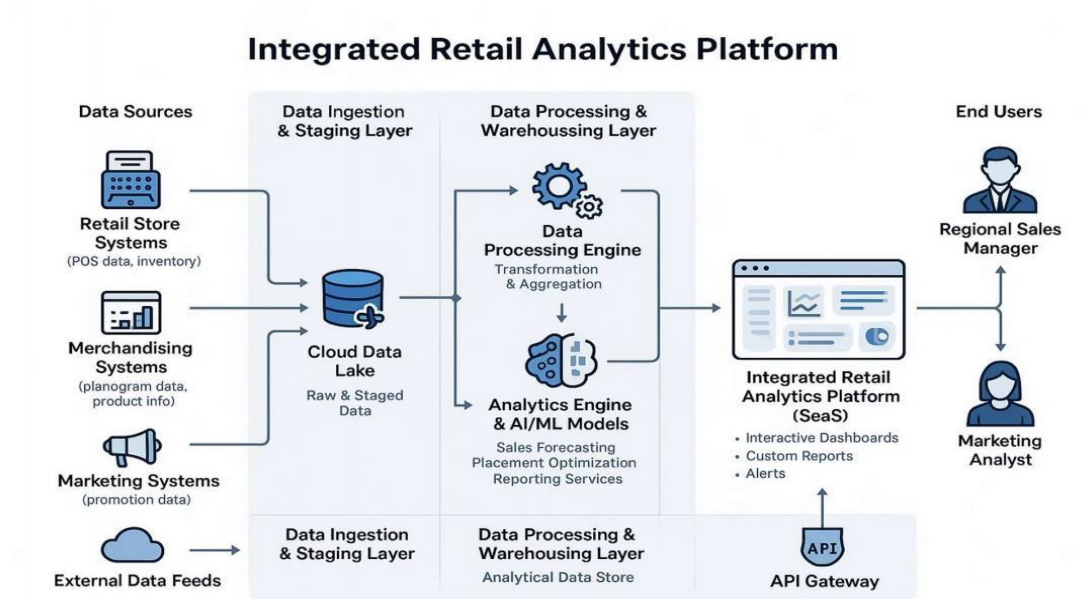 Integrated Retail Analytics Platform
Data Sources
Retail Store
Systems
(POS data, inventory)
Merchandising
Systems
(planogram data,
product info)
Marketing Systems
(promotion data)
External Data Feeds
Data Ingestion
& Staging Layer
Cloud Data
Lake
Raw & Staged
Data
Data Ingestion
& Staging Layer
Data Processing &
Warehoussing Layer
Data
Processing Engine
Transformation
& Aggregation
Analytics Engine
& AI/ML Models
Sales Forecasting
Placement Optimization
Reporting Services
Data Processing &
Warehousing Layer
Analytical Data Store
Integrated Retail
Analytics Platform
(SeaS)
• Interactive Dashboards
• Custom Reports
• Alerts
API
API Gateway
End Users
Regional Sales
Manager
Marketing
Analyst